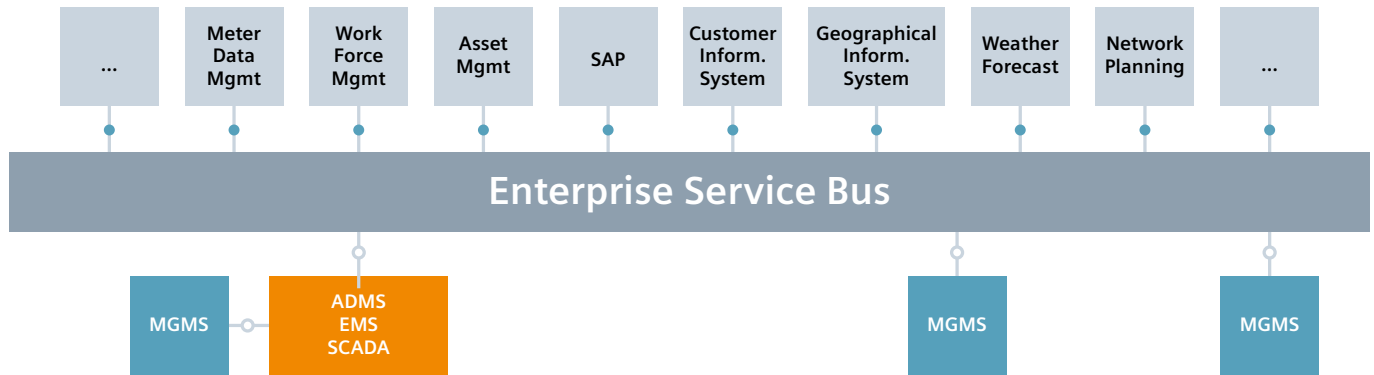 ...
Meter
Data
Mgmt
Work
Force
Mgmt
Asset
Mgmt
SAP
Customer
Inform.
System
Geographical
Inform.
System
Weather
Forecast
Network
Planning
...
Enterprise Service Bus
MGMS
ADMS
EMS
SCADA
MGMS
MGMS